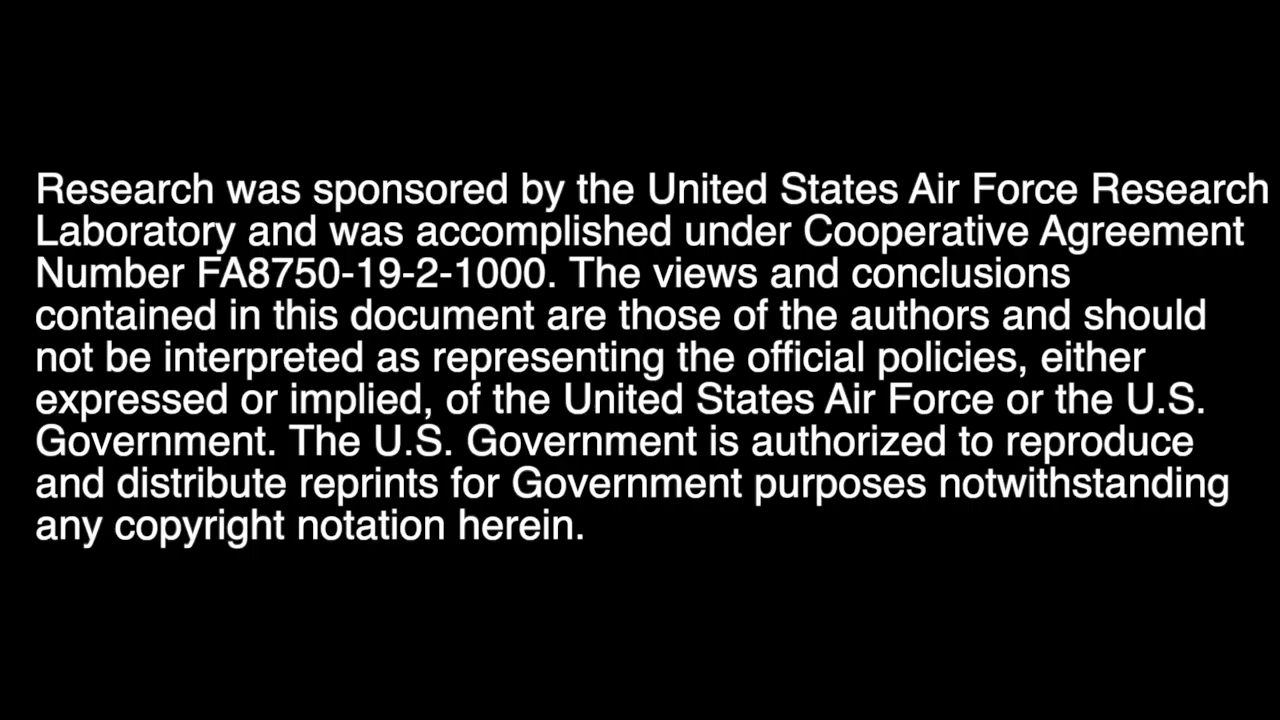 Research was sponsored by the United States Air Force Research
Laboratory and was accomplished under Cooperative Agreement
Number FA8750-19-2-1000. The views and conclusions
contained in this document are those of the authors and should
not be interpreted as representing the official policies, either
expressed or implied, of the United States Air Force or the U.S.
Government. The U.S. Government is authorized to reproduce
and distribute reprints for Government purposes notwithstanding
any copyright notation herein.